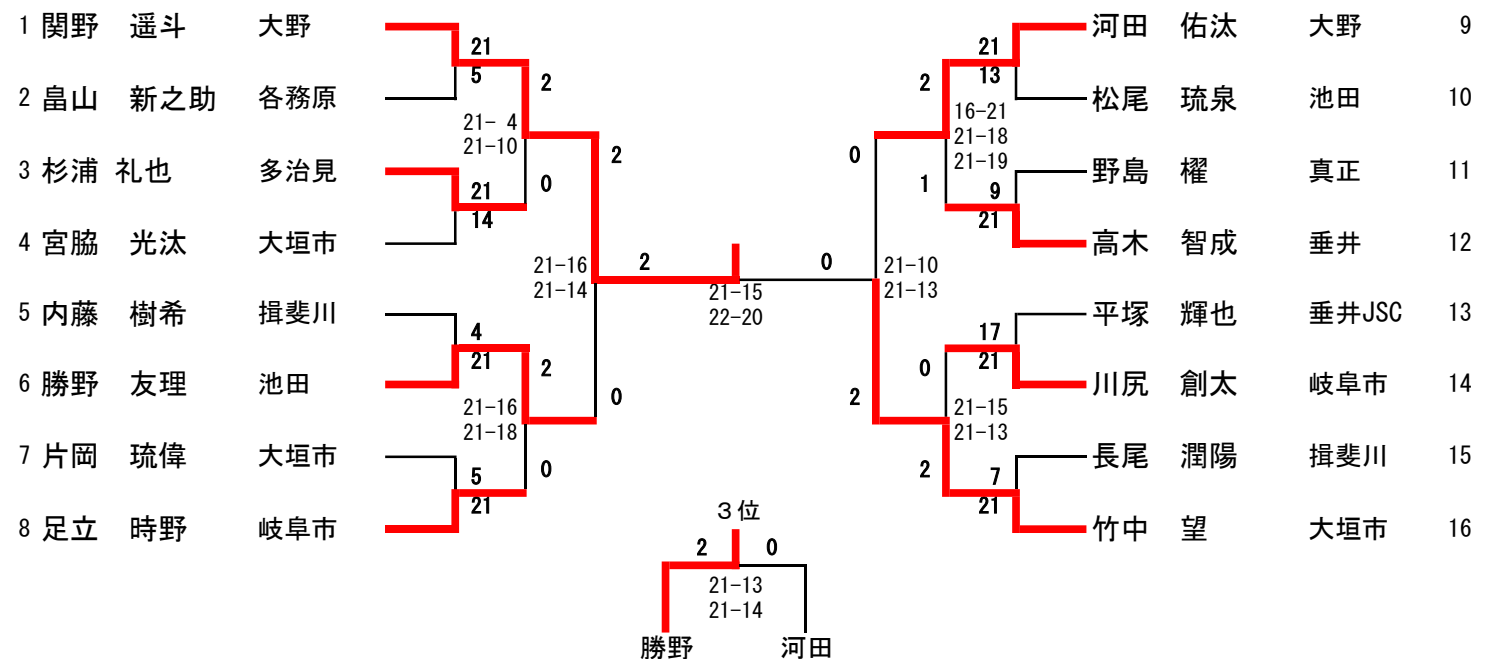 1 関野 遥斗 大野
21
5
2
2 畠山 新之助 各務原
21- 4
21-10
2
3 杉浦 礼也 多治見
21
14
0
4 宮脇 光汰 大垣市
21-16
21-14
2
5 内藤 樹希 揖斐川
4
21
2
6 勝野 友理 池田
0
21-16
21-18
7 片岡 琉偉 大垣市
5
21
0
8 足立 時野 岐阜市
21-15
22-20
0
河田 佑汰 大野 9
21
13
2
松尾 琉泉 池田 10
16-21
21-18
21-19
0
野島 櫂 真正 11
9
21
1
高木 智成 垂井 12
21-10
21-13
平塚 輝也 垂井JSC 13
17
21
0
川尻 創太 岐阜市 14
2
21-15
21-13
長尾 潤陽 揖斐川 15
7
21
2
竹中 望 大垣市 16
3位
2 0
21-13
21-14
勝野 河田